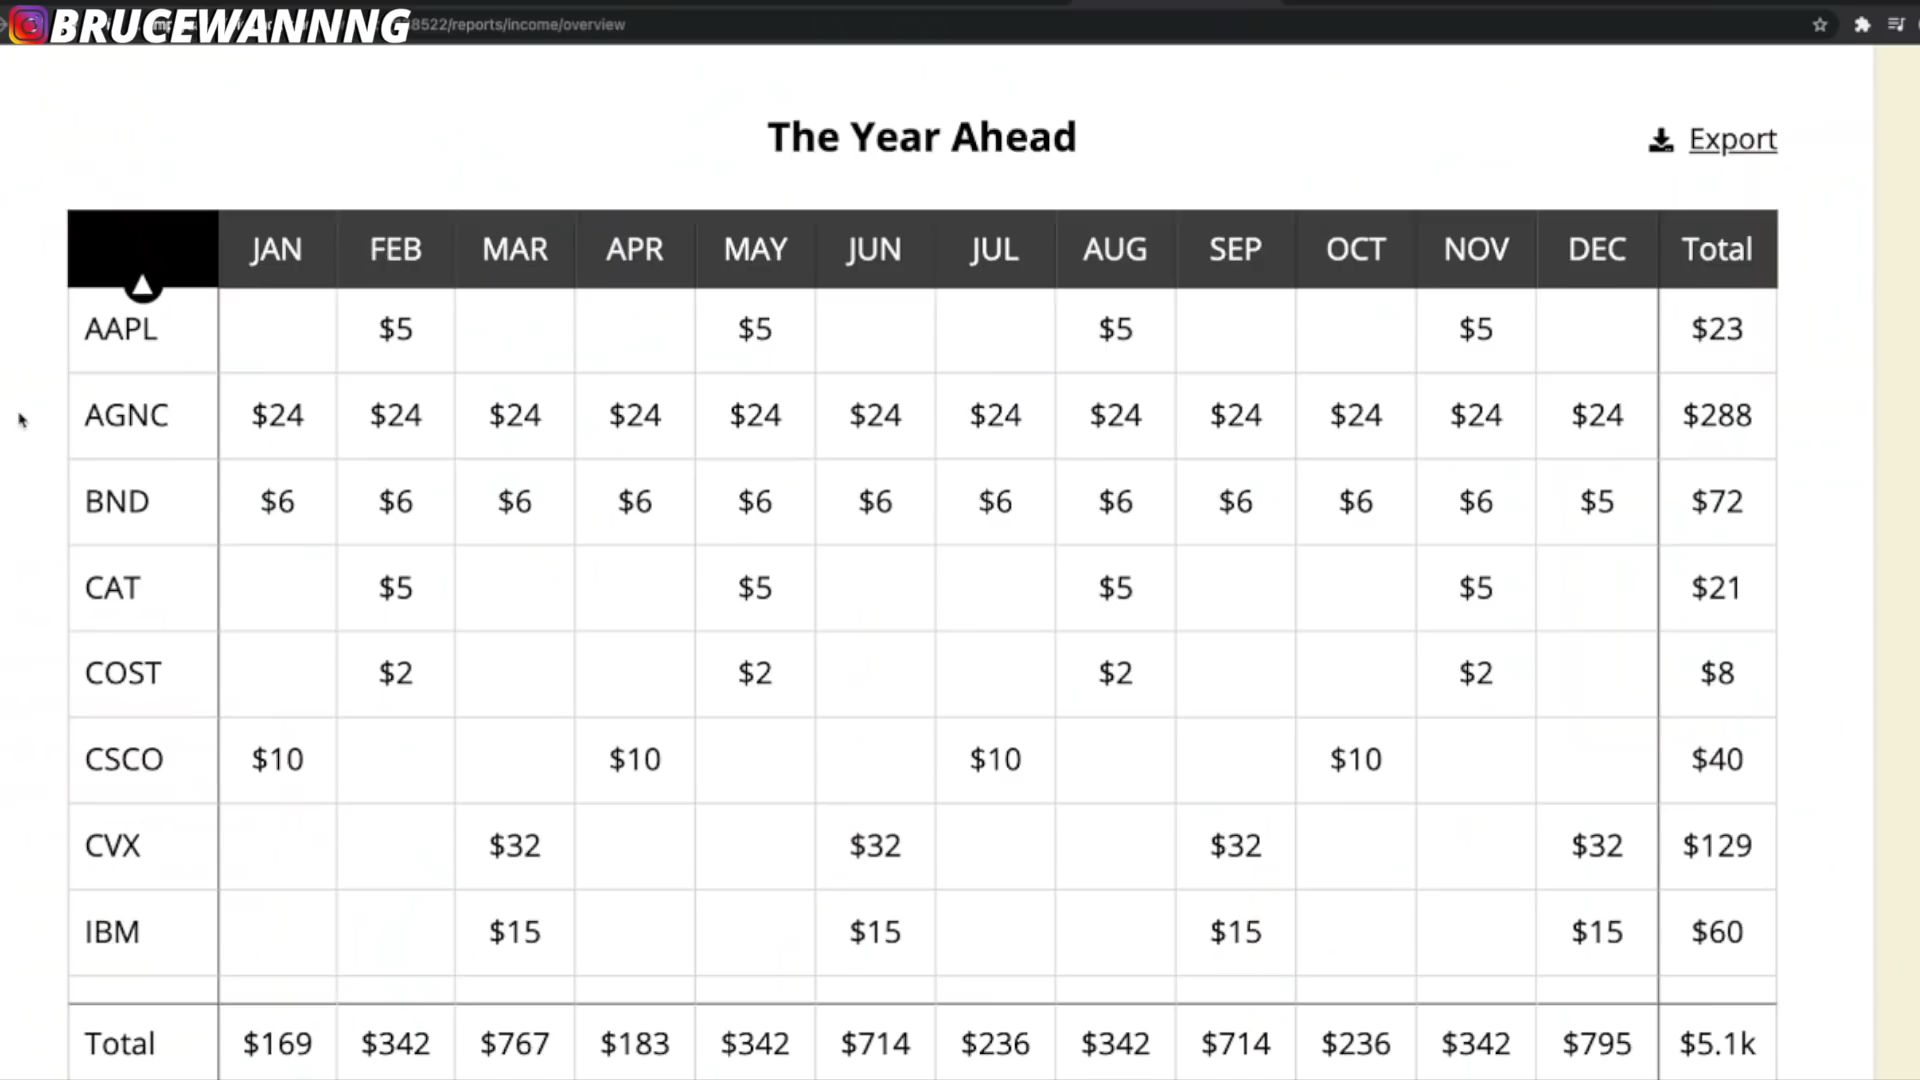 BRUCEWANNNG
8522/reports/income/overview
The Year Ahead
Export
JAN FEB MAR APR MAY JUN JUL AUG SEP OCT NOV DEC Total
AAPL $5 $5 $5 $5 $23
AGNC $24 $24 $24 $24 $24 $24 $24 $24 $24 $24 $24 $24 $288
BND $6 $6 $6 $6 $6 $6 $6 $6 $6 $6 $6 $5 $72
CAT $5 $5 $5 $5 $21
COST $2 $2 $2 $2 $8
CSCO $10 $10 $10 $10 $40
CVX $32 $32 $32 $32 $129
IBM $15 $15 $15 $15 $60
Total $169 $342 $767 $183 $342 $714 $236 $342 $714 $236 $342 $795 $5.1k